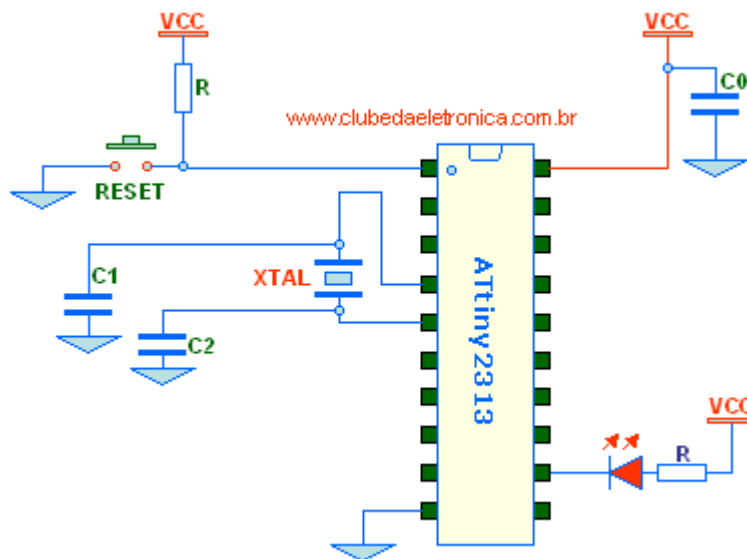 VCC
VCC
R
C0
www.clubedaeletronica.com.br
RESET
C1
XTAL
C2
ATtiny2313
VCC
R